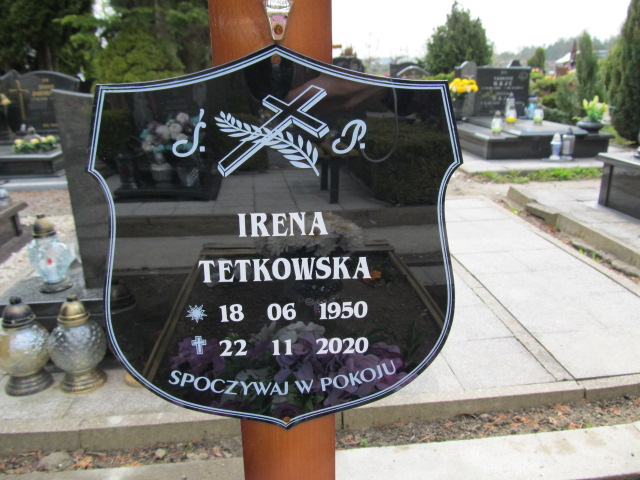 Ś. P.
IRENA
TETKOWSKA
18 06 1950
22 11 2020
SPOCZYWAJ W POKOJU